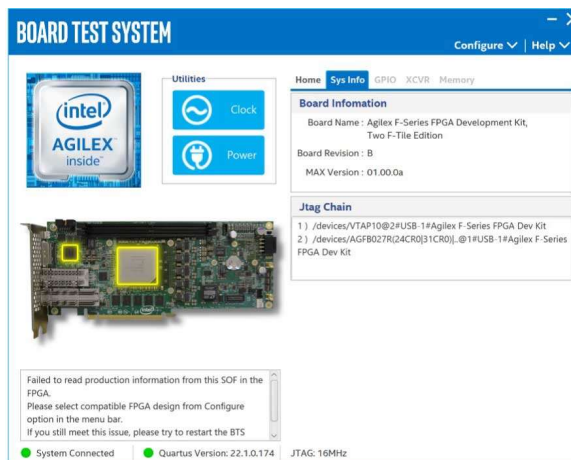 BOARD TEST SYSTEM
Configure
Help
intel
AGILEX
inside
Utilities
Clock
Power
Home Sys Info GPIO XCVR Memory
Board Infomation
Board Name : Agilex F-Series FPGA Development Kit,
Two F-Tile Edition
Board Revision : B
MAX Version : 01.00.0a
Jtag Chain
1 ) /devices/VTAP10@2#USB-1#Agilex F-Series FPGA Dev Kit
2 ) /devices/AGFB027R(24CR0|31CR0)|..@1#USB-1#Agilex F-Series
FPGA Dev Kit
Failed to read production information from this SOF in the
FPGA.
Please select compatible FPGA design from Configure
option in the menu bar.
If you still meet this issue, please try to restart the BTS
System Connected
Quartus Version: 22.1.0.174
JTAG: 16MHz